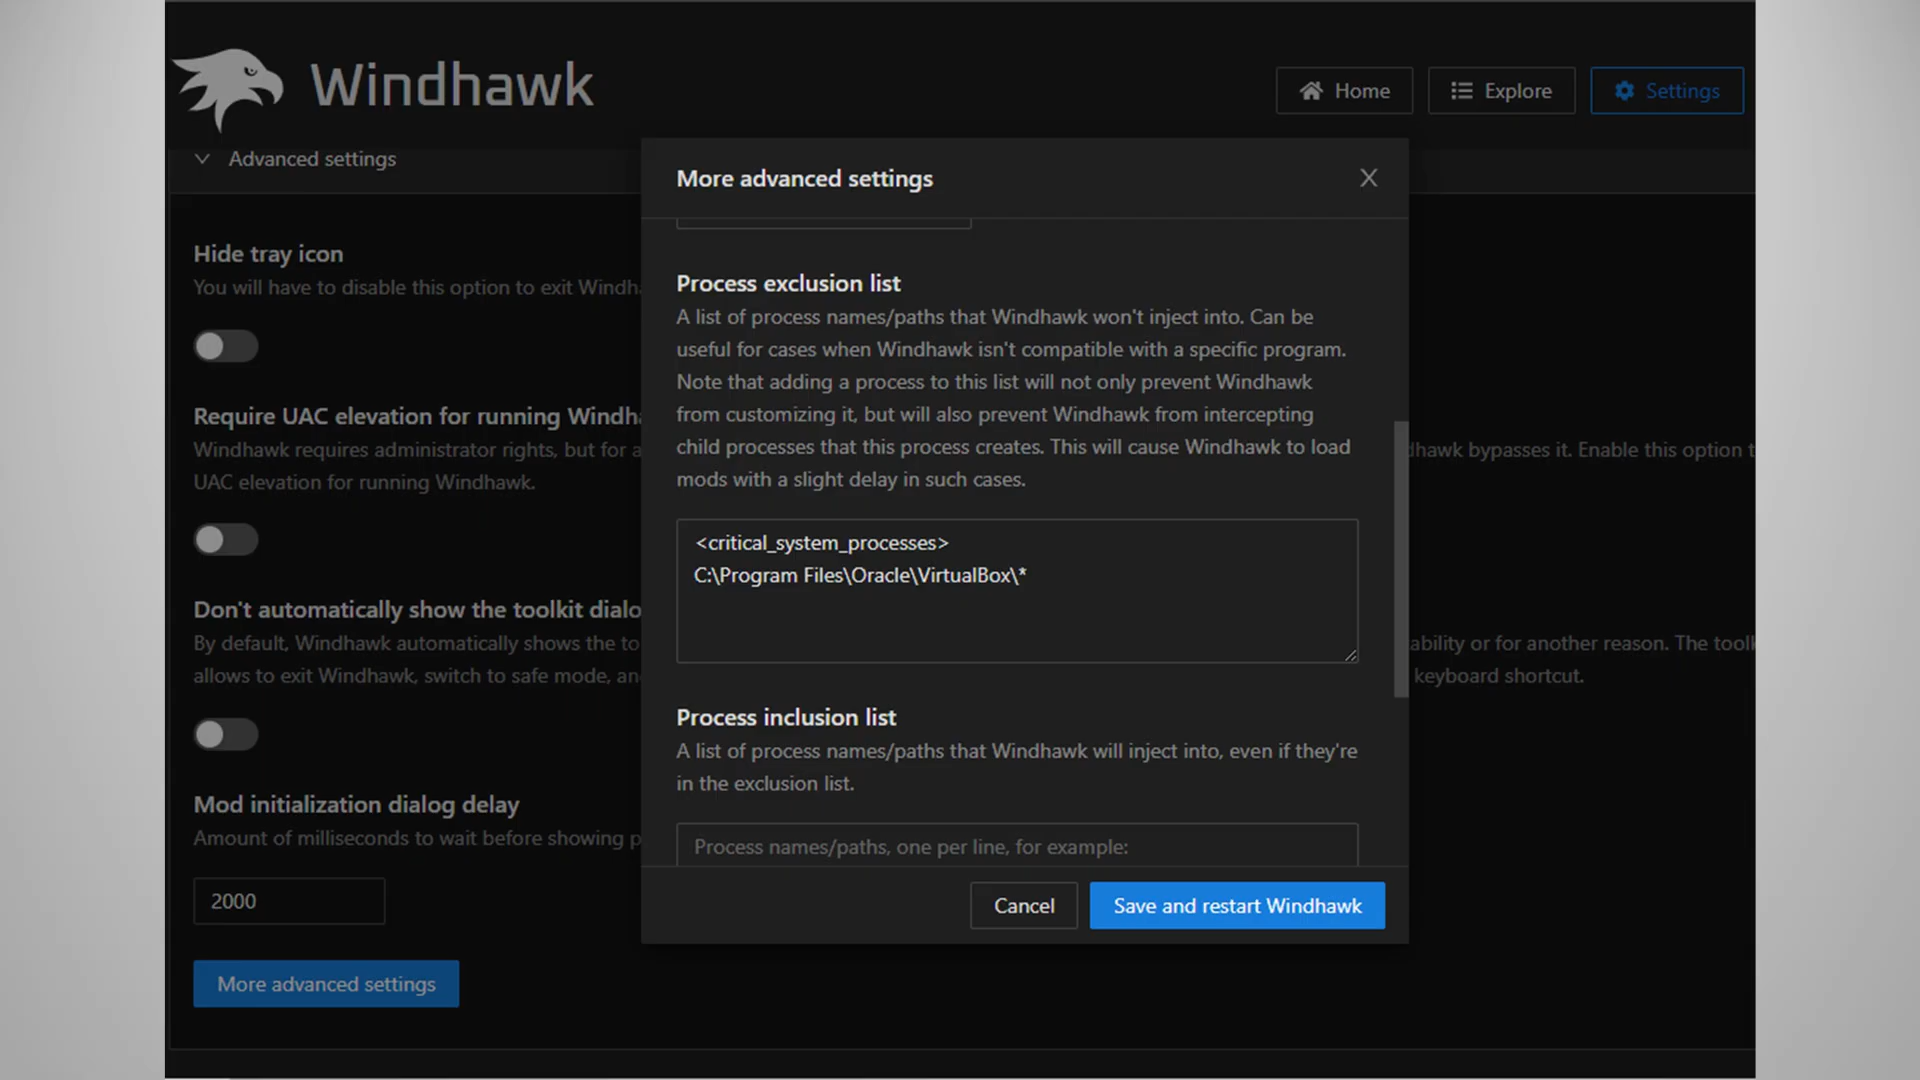 Windhawk
Home
Explore
Settings
Advanced settings
Hide tray icon
You will have to disable this option to exit
Require UAC elevation for running
Windhawk requires administrator rights, but for
UAC elevation for running Windhawk.
bypasses it. Enable this option
Don't automatically show the toolkit
By default, Windhawk automatically shows the
allows to exit Windhawk, switch to safe mode,
or for another reason. The
keyboard shortcut.
Mod initialization dialog delay
Amount of milliseconds to wait before showing
2000
More advanced settings
More advanced settings
X
Process exclusion list
A list of process names/paths that Windhawk won't inject into. Can be
useful for cases when Windhawk isn't compatible with a specific program.
Note that adding a process to this list will not only prevent Windhawk
from customizing it, but will also prevent Windhawk from intercepting
child processes that this process creates. This will cause Windhawk to load
mods with a slight delay in such cases.
<critical_system_processes>
C:\Program Files\Oracle\VirtualBox\*
Process inclusion list
A list of process names/paths that Windhawk will inject into, even if they're
in the exclusion list.
Process names/paths, one per line, for example:
Cancel
Save and restart Windhawk